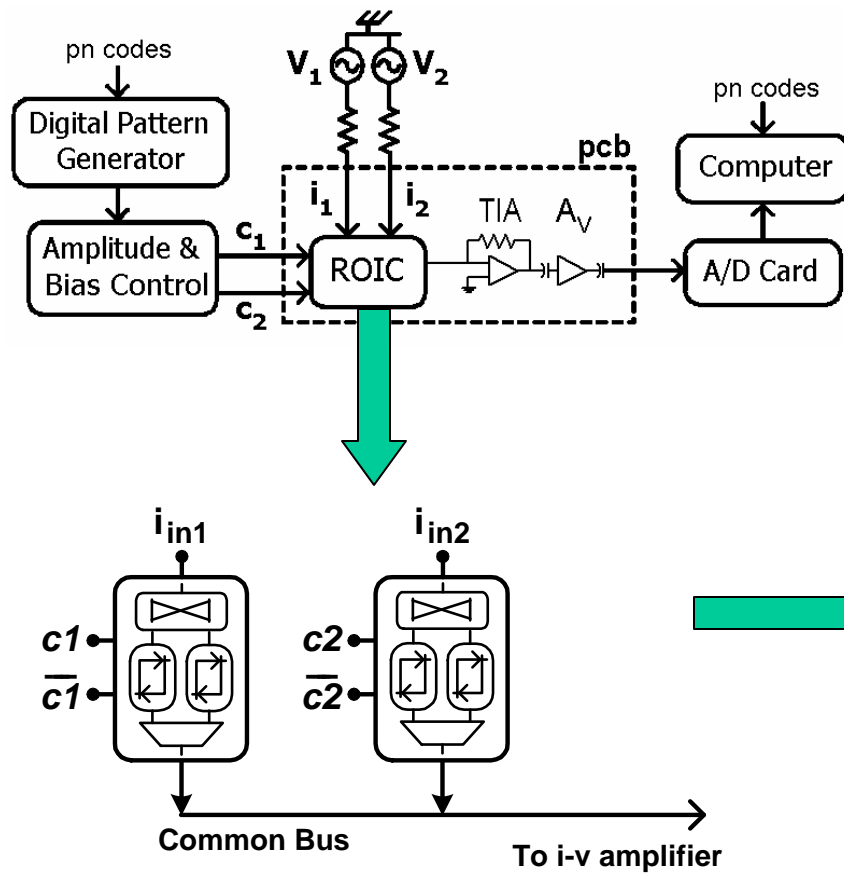 pn codes
Digital Pattern
Generator
Amplitude &
Bias Control
c1
c2
V1
V2
i1
i2
pcb
ROIC
TIA
AV
pn codes
Computer
A/D Card
iin1
iin2
c1
c1̅
c2
c2̅
Common Bus
To i-v amplifier